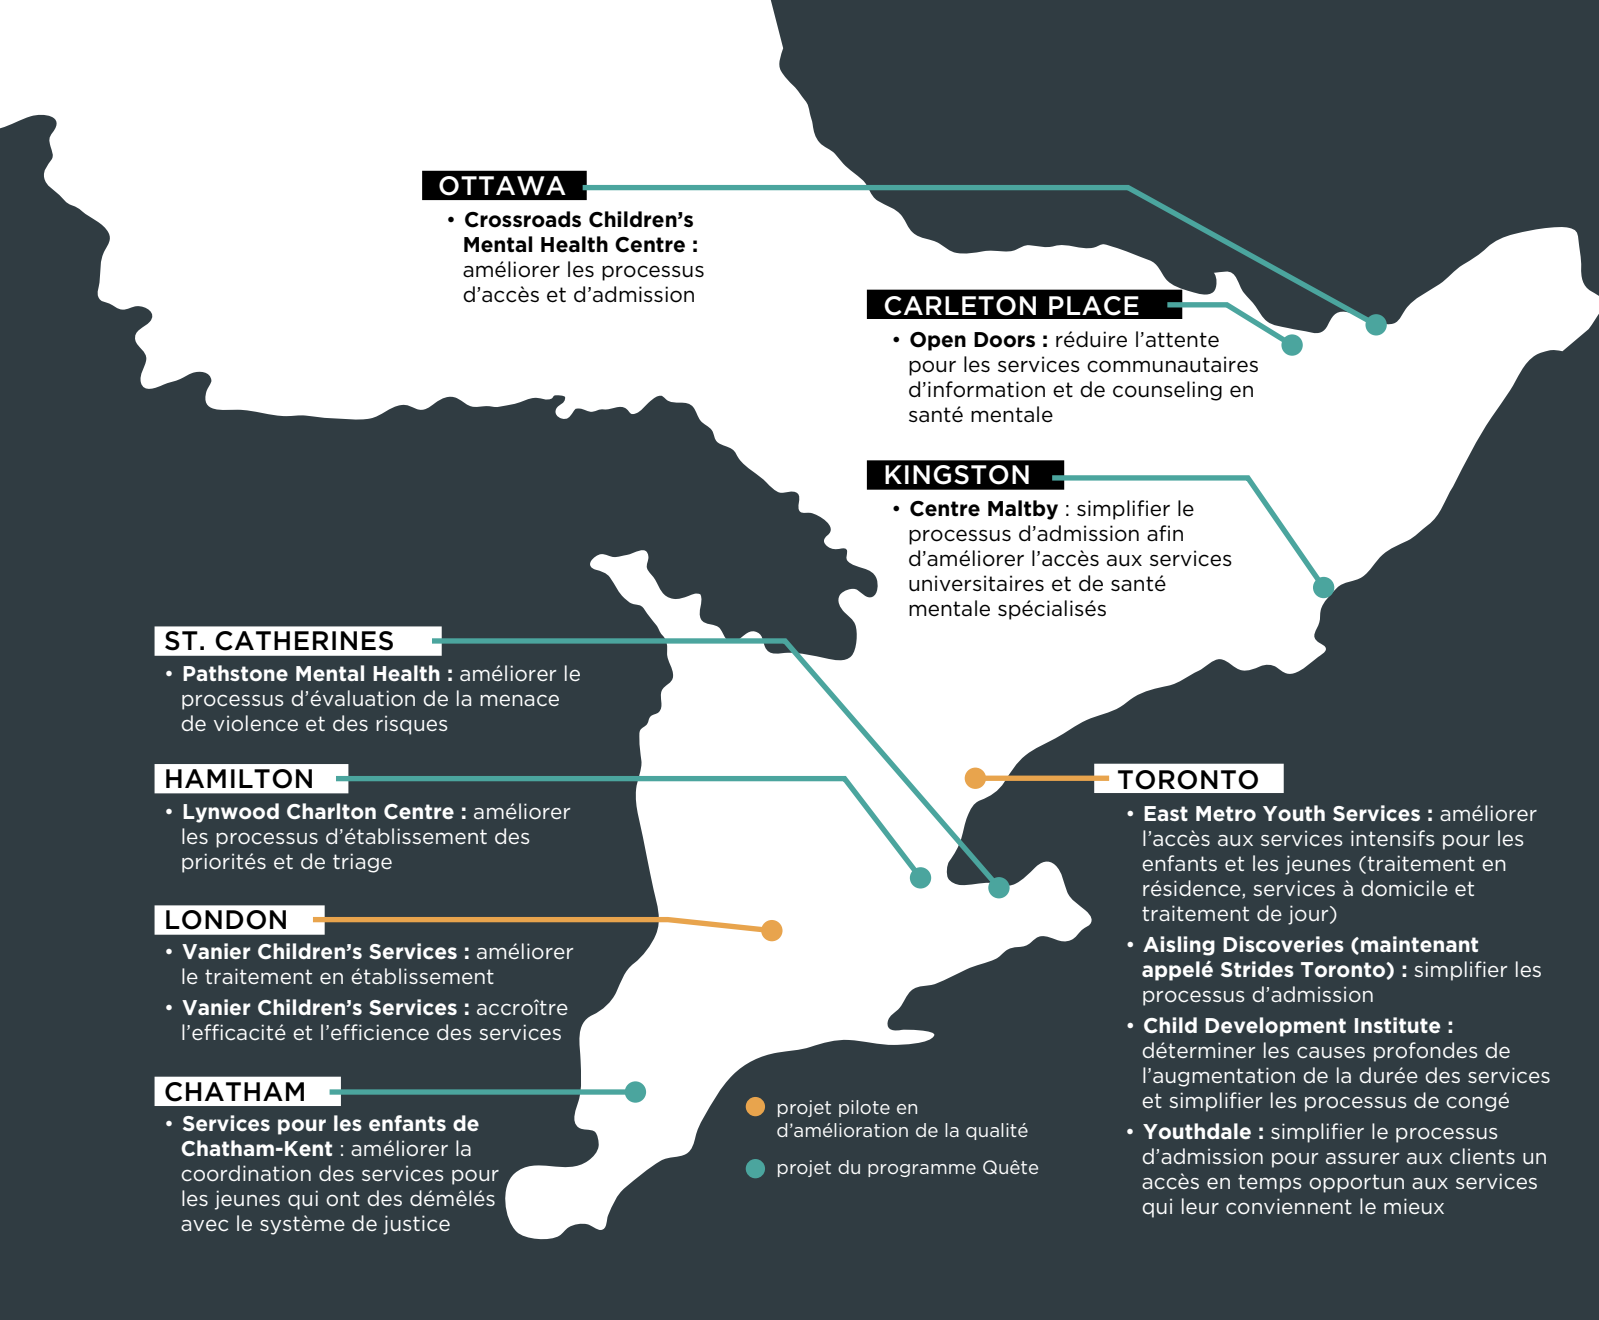 OTTAWA
• Crossroads Children’s
Mental Health Centre :
améliorer les processus
d’accès et d’admission
CARLETON PLACE
• Open Doors : réduire l’attente
pour les services communautaires
d’information et de counseling en
santé mentale
KINGSTON
• Centre Maltby : simplifier le
processus d’admission afin
d’améliorer l’accès aux services
universitaires et de santé
mentale spécialisés
ST. CATHERINES
• Pathstone Mental Health : améliorer le
processus d’évaluation de la menace
de violence et des risques
HAMILTON
• Lynwood Charlton Centre : améliorer
les processus d’établissement des
priorités et de triage
LONDON
• Vanier Children’s Services : améliorer
le traitement en établissement
• Vanier Children’s Services : accroître
l’efficacité et l’efficience des services
CHATHAM
• Services pour les enfants de
Chatham-Kent : améliorer la
coordination des services pour
les jeunes qui ont des démêlés
avec le système de justice
TORONTO
• East Metro Youth Services : améliorer
l’accès aux services intensifs pour les
enfants et les jeunes (traitement en
résidence, services à domicile et
traitement de jour)
• Aisling Discoveries (maintenant
appelé Strides Toronto) : simplifier les
processus d’admission
• Child Development Institute :
déterminer les causes profondes de
l’augmentation de la durée des services
et simplifier les processus de congé
• Youthdale : simplifier le processus
d’admission pour assurer aux clients un
accès en temps opportun aux services
qui leur conviennent le mieux
projet pilote en
d’amélioration de la qualité
projet du programme Quête